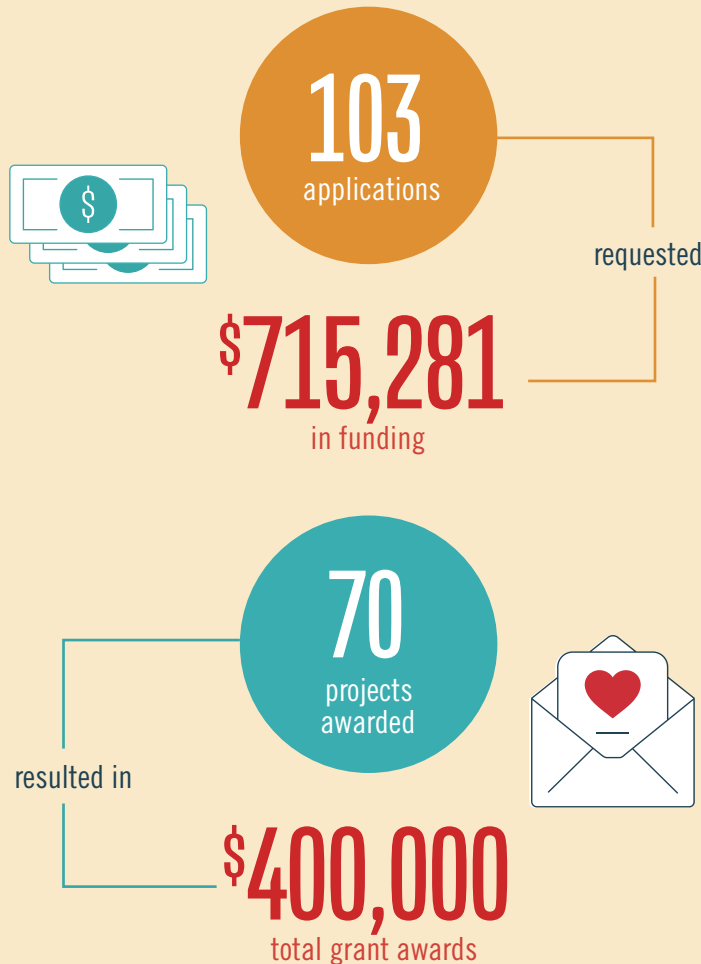 103
applications
$
requested
$715,281
in funding
70
projects
awarded
resulted in
$400,000
total grant awards